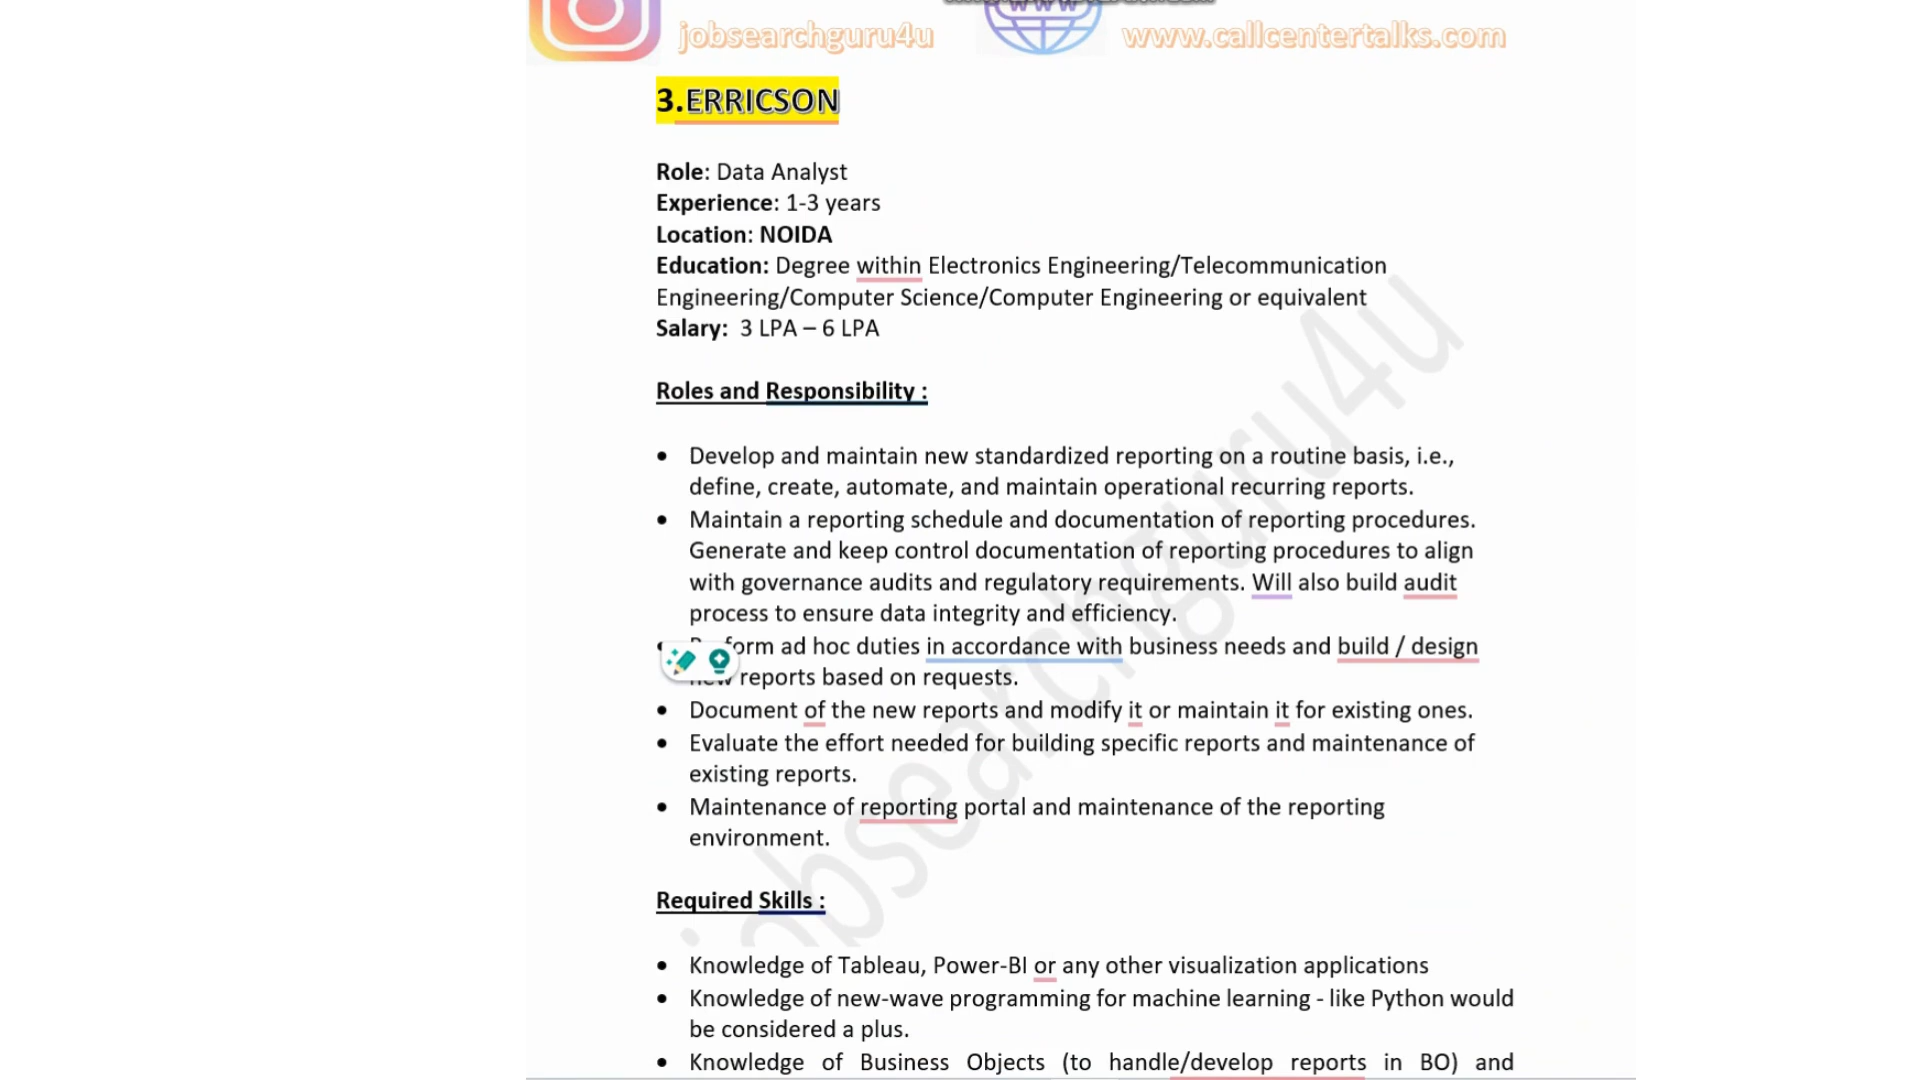 jobsearchguru4u
www.callcentertalks.com
3.ERRICSON
Role: Data Analyst
Experience: 1-3 years
Location: NOIDA
Education: Degree within Electronics Engineering/Telecommunication
Engineering/Computer Science/Computer Engineering or equivalent
Salary: 3 LPA – 6 LPA
Roles and Responsibility :
• Develop and maintain new standardized reporting on a routine basis, i.e.,
define, create, automate, and maintain operational recurring reports.
• Maintain a reporting schedule and documentation of reporting procedures.
Generate and keep control documentation of reporting procedures to align
with governance audits and regulatory requirements. Will also build audit
process to ensure data integrity and efficiency.
ad hoc duties in accordance with business needs and build / design
reports based on requests.
• Document of the new reports and modify it or maintain it for existing ones.
• Evaluate the effort needed for building specific reports and maintenance of
existing reports.
• Maintenance of reporting portal and maintenance of the reporting
environment.
Required Skills :
• Knowledge of Tableau, Power-BI or any other visualization applications
• Knowledge of new-wave programming for machine learning - like Python would
be considered a plus.
• Knowledge of Business Objects (to handle/develop reports in BO) and
jobsearchguru4u